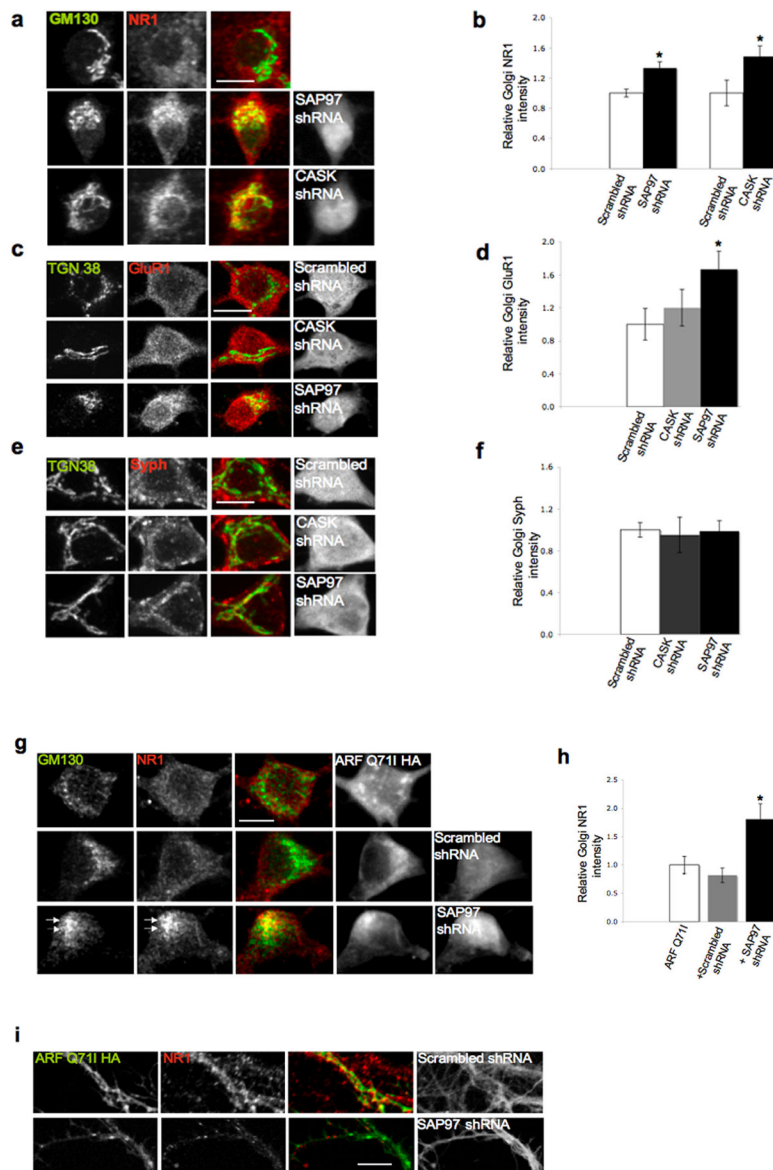 a
GM130
NR1
SAP97
shRNA
CASK
shRNA
b
Relative Golgi NR1
intensity
1.6
1.2
0.8
0.4
0.0
*
*
Scrambled
shRNA
SAP97
shRNA
Scrambled
shRNA
CASK
shRNA
c
TGN 38
GluR1
Scrambled
shRNA
CASK
shRNA
SAP97
shRNA
d
Relative Golgi GluR1
intensity
2.0
1.6
1.2
0.8
0.4
0.0
*
Scrambled
shRNA
CASK
shRNA
SAP97
shRNA
e
TGN38
Syph
Scrambled
shRNA
CASK
shRNA
SAP97
shRNA
f
Relative Golgi Syph
intensity
1.6
1.2
0.8
0.4
0.0
Scrambled
shRNA
CASK
shRNA
SAP97
shRNA
g
GM130
NR1
ARF Q71I HA
Scrambled
shRNA
SAP97
shRNA
h
Relative Golgi NR1
intensity
2.5
2.0
1.5
1.0
0.5
0.0
*
ARF Q71I
+Scrambled
shRNA
+ SAP97
shRNA
i
ARF Q71I HA
NR1
Scrambled shRNA
SAP97 shRNA